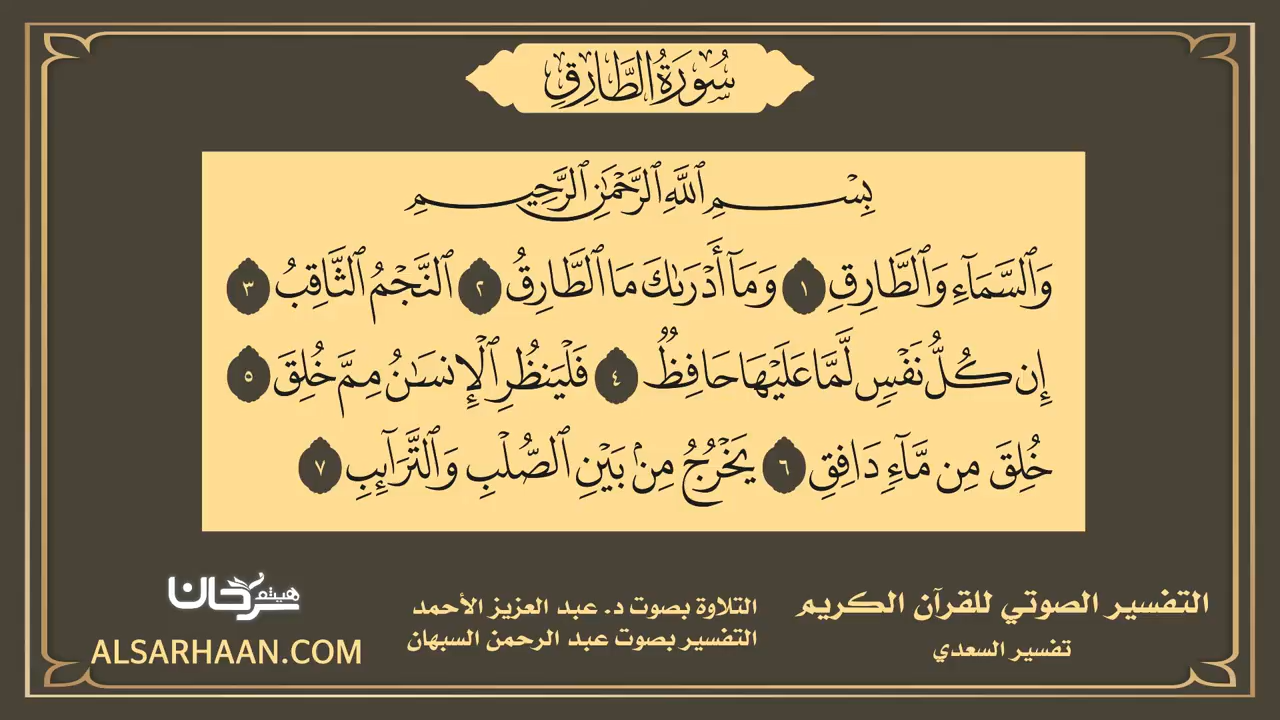 سُورَةُ الطَّارِقِ
بِسْمِ ٱللَّهِ ٱلرَّحْمَٰنِ ٱلرَّحِيمِ
وَٱلسَّمَآءِ وَٱلطَّارِقِ ١ وَمَآ أَدْرَىٰكَ مَا ٱلطَّارِقُ ٢ ٱلنَّجْمُ ٱلثَّاقِبُ ٣
إِن كُلُّ نَفْسٍ لَّمَّا عَلَيْهَا حَافِظٌ ٤ فَلْيَنظُرِ ٱلْإِنسَٰنُ مِمَّ خُلِقَ ٥
خُلِقَ مِن مَّآءٍ دَافِقٍ ٦ يَخْرُجُ مِنۢ بَيْنِ ٱلصُّلْبِ وَٱلتَّرَآئِبِ ٧
التفسير الصوتي للقرآن الكريم
تفسير السعدي
التلاوة بصوت د. عبد العزيز الأحمد
التفسير بصوت عبد الرحمن السبهان
هيثم سرحان
ALSARHAAN.COM